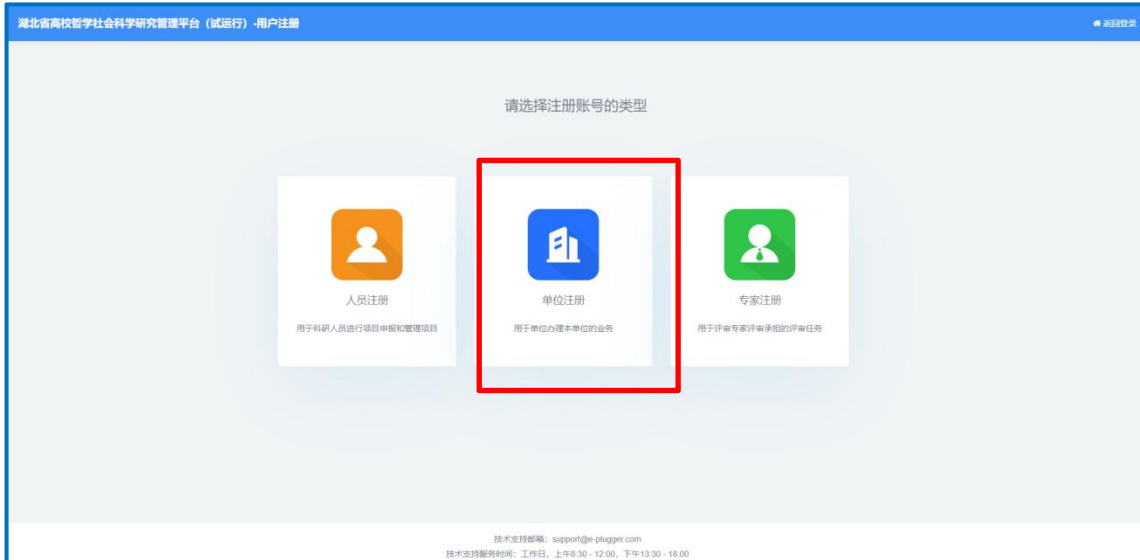 湖北省高校哲学社会科学研究管理平台（试运行）-用户注册
返回登录
请选择注册账号的类型
人员注册
用于科研人员进行项目申报和管理项目
单位注册
用于单位办理本单位的业务
专家注册
用于评审专家评审承担的评审任务
技术支持邮箱：support@e-plugger.com
技术支持服务时间：工作日，上午8:30 - 12:00，下午13:30 - 18:00